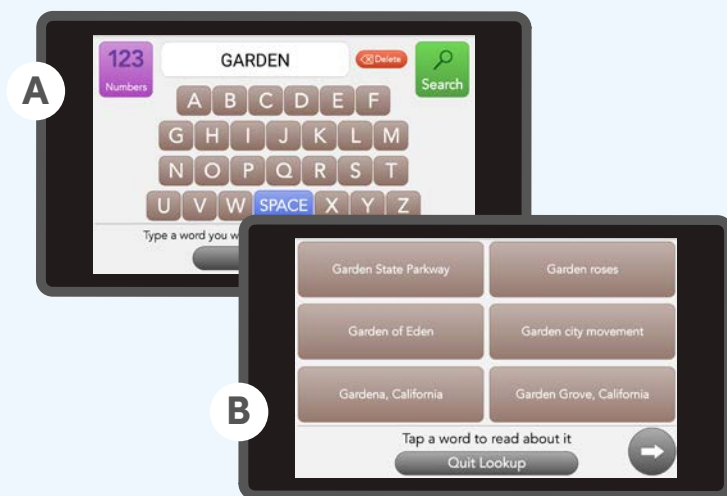 A
123
Numbers
GARDEN
Delete
Search
A B C D E F
G H I J K L M
N O P Q R S T
U V W SPACE X Y Z
Type a word you w
B
Garden State Parkway
Garden roses
Garden of Eden
Garden city movement
Gardena, California
Garden Grove, California
Tap a word to read about it
Quit Lookup